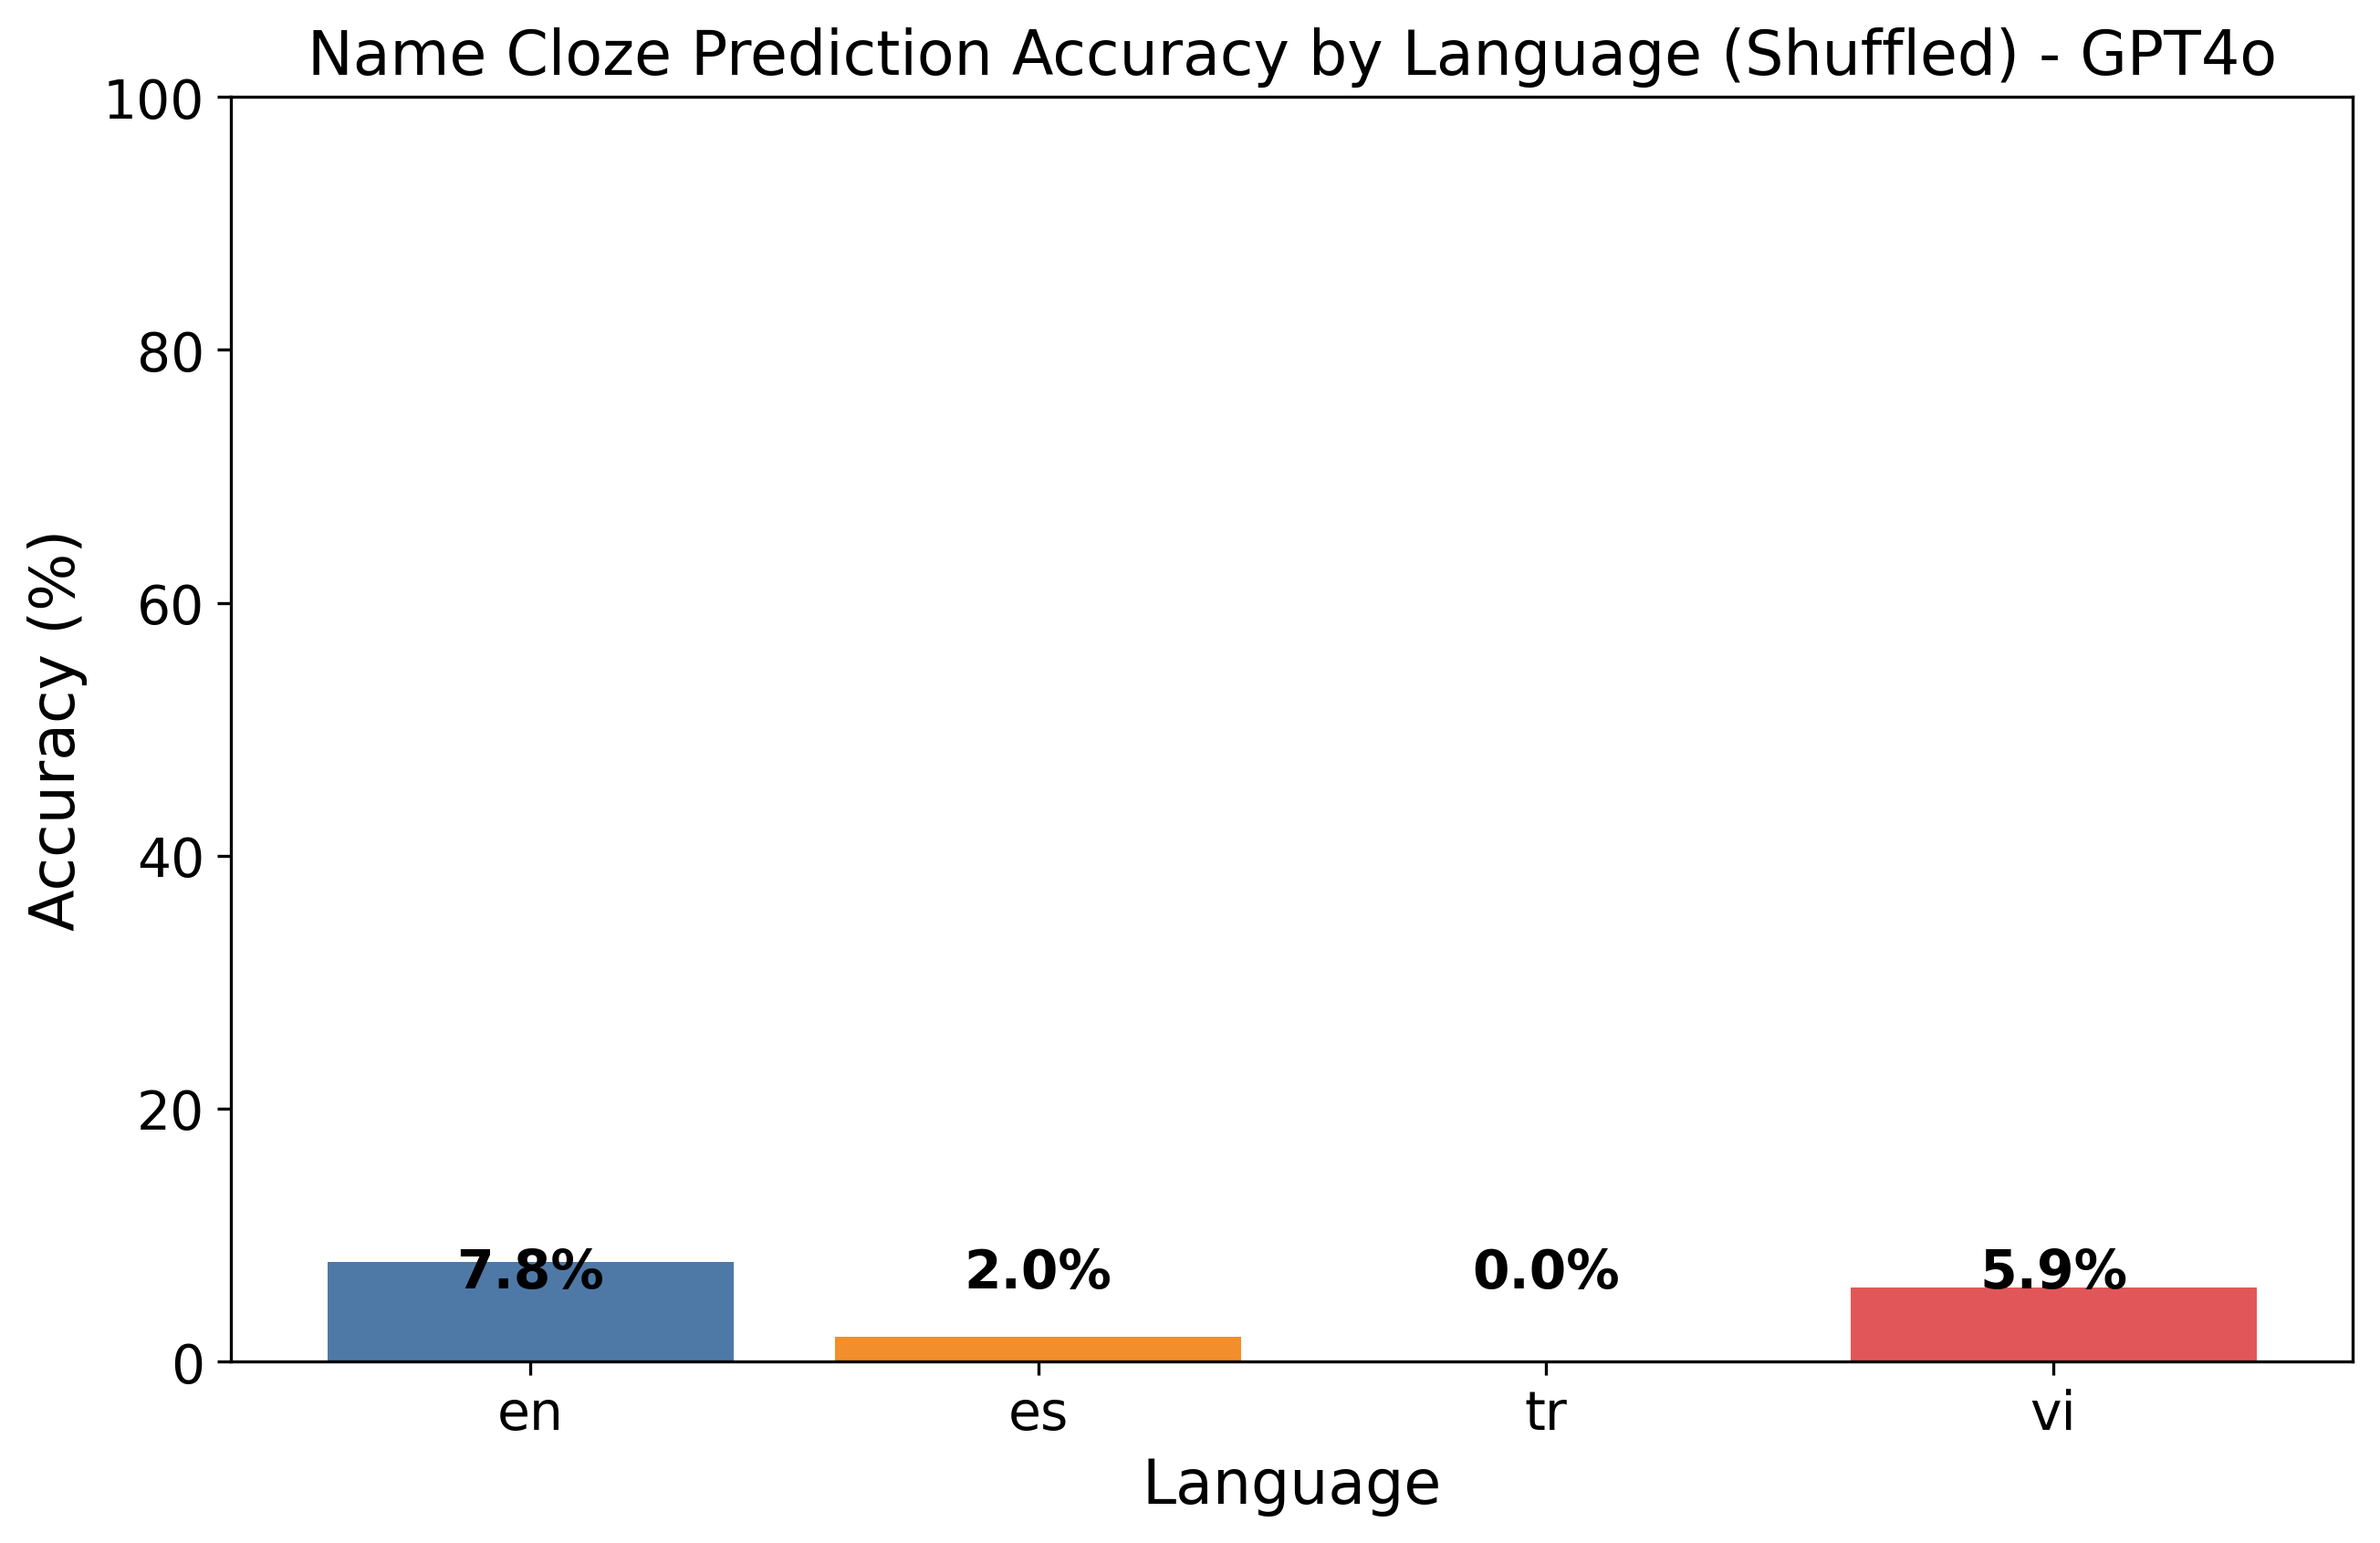 Name Cloze Prediction Accuracy by Language (Shuffled) - GPT4o
100
80
60
40
20
0
Accuracy (%)
7.8%
2.0%
0.0%
5.9%
en
es
tr
vi
Language